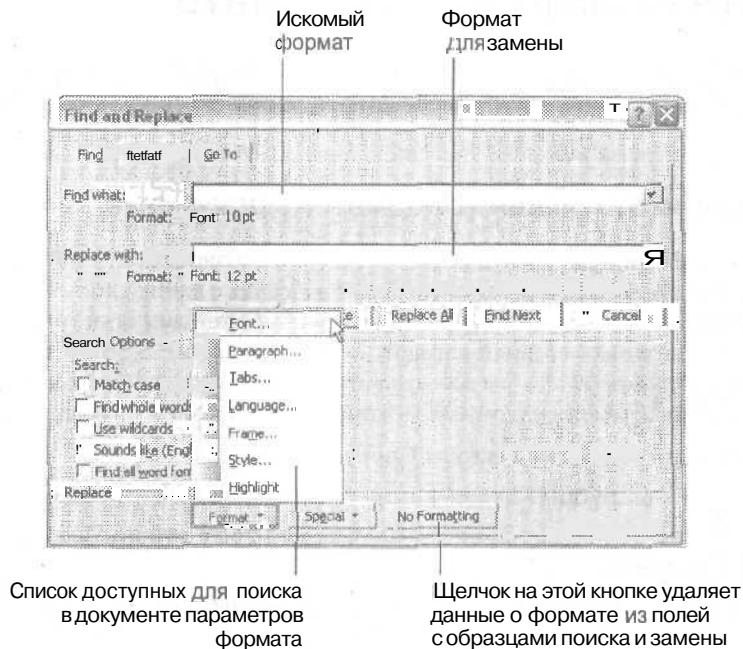 Искомый
формат
Формат
для замены
Find and Replace
Find ftetfatf | Go To
Find what:
Format: Font: 10 pt
Replace with:
Format: Font: 12 pt
Replace All Find Next Cancel
Search Options
Search:
Match case
Find whole words
Use wildcards
Sounds like (Engl
Find all word for
Replace
Font...
Paragraph...
Tabs...
Language...
Frame...
Style...
Highlight
Format Special No Formatting
Список доступных для поиска
в документе параметров
формата
Щелчок на этой кнопке удаляет
данные о формате из полей
с образцами поиска и замены